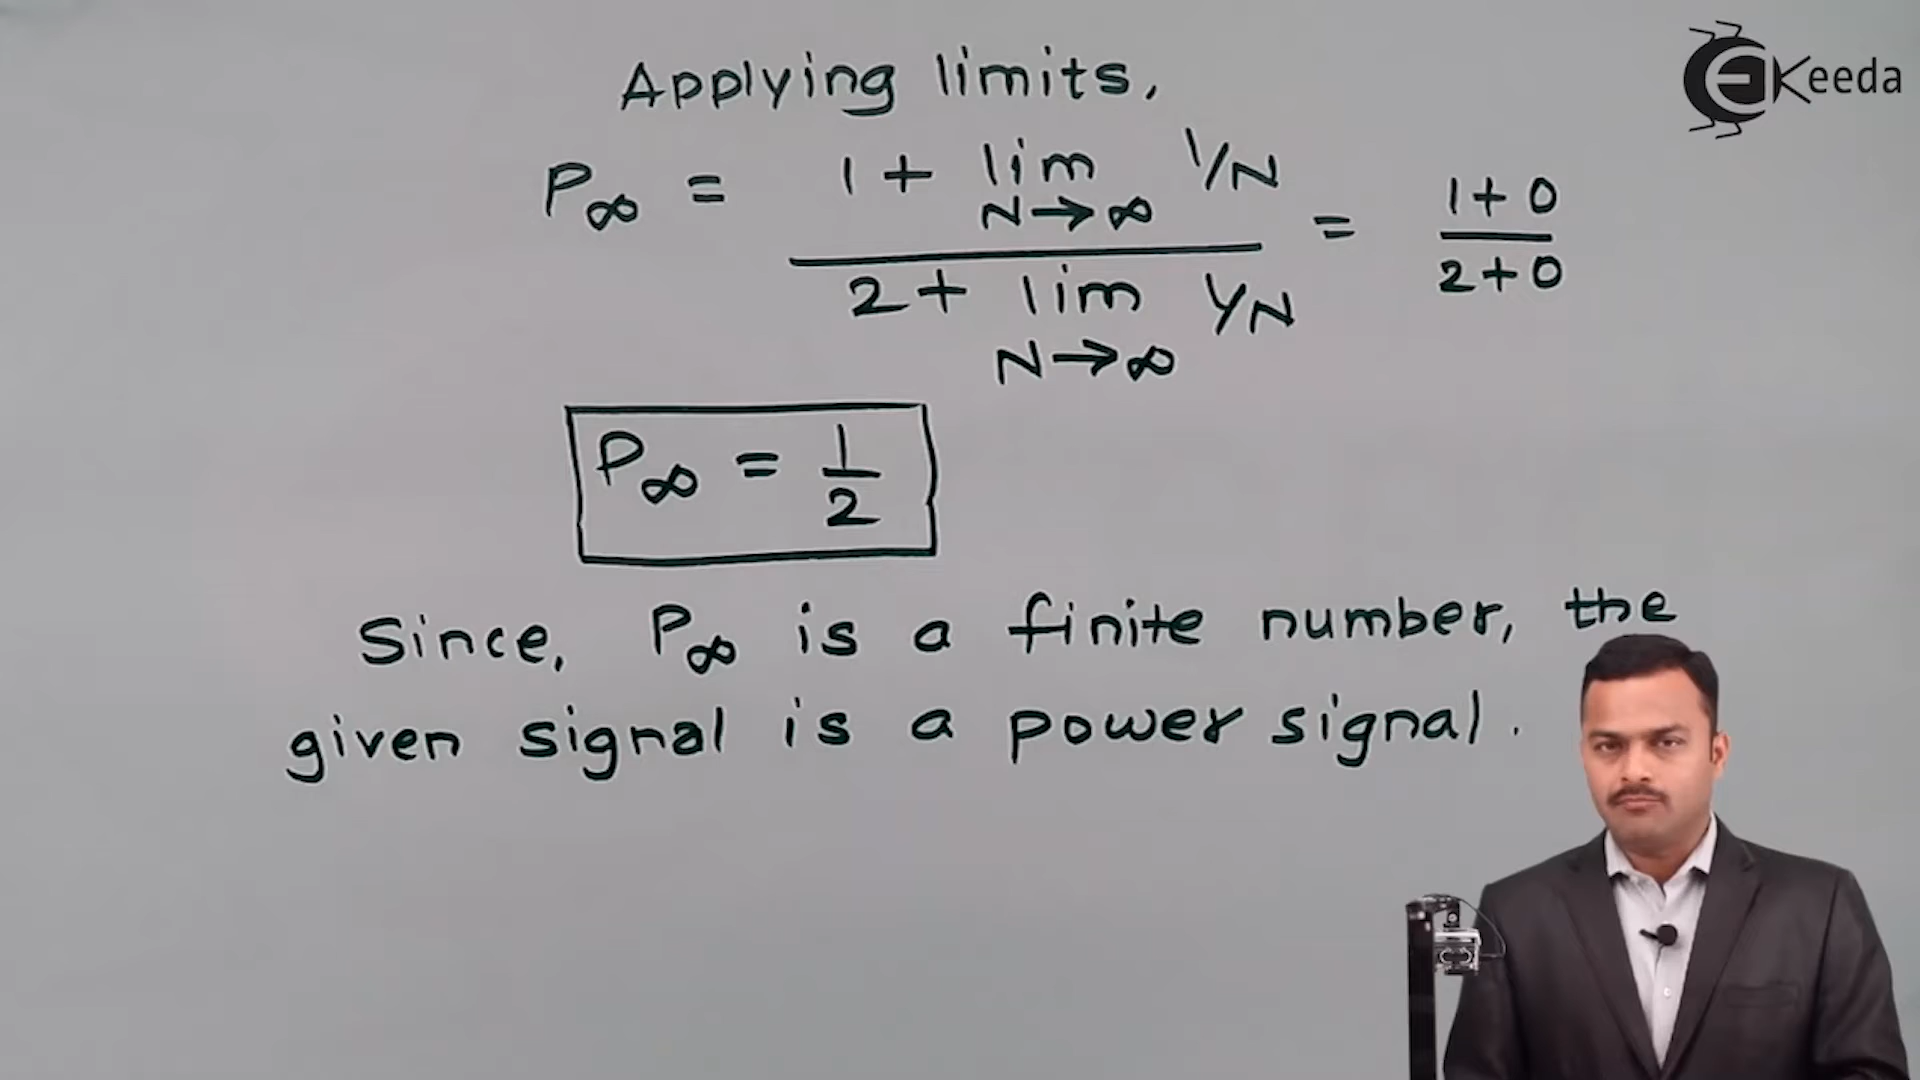 Applying limits,
EKeeda
P∞ = 1 + lim N→∞ 1/N / 2 + lim N→∞ 1/N = 1+0 / 2+0
P∞ = 1/2
Since, P∞ is a finite number, the
given signal is a power signal.